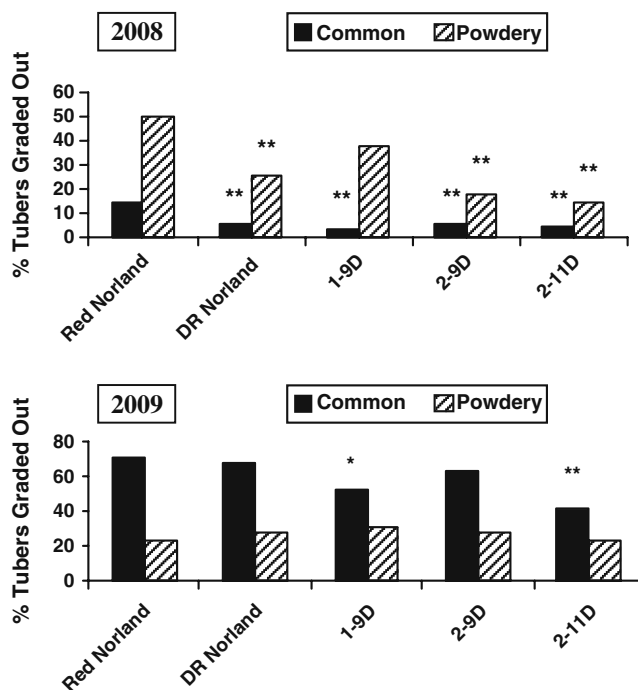 2008
Common Powdery
% Tubers Graded Out
60
50
40
30
20
10
0
** ** ** ** ** ** **
Red Norland DR Norland 1-9D 2-9D 2-11D
2009
Common Powdery
% Tubers Graded Out
80
60
40
20
0
* **
Red Norland DR Norland 1-9D 2-9D 2-11D